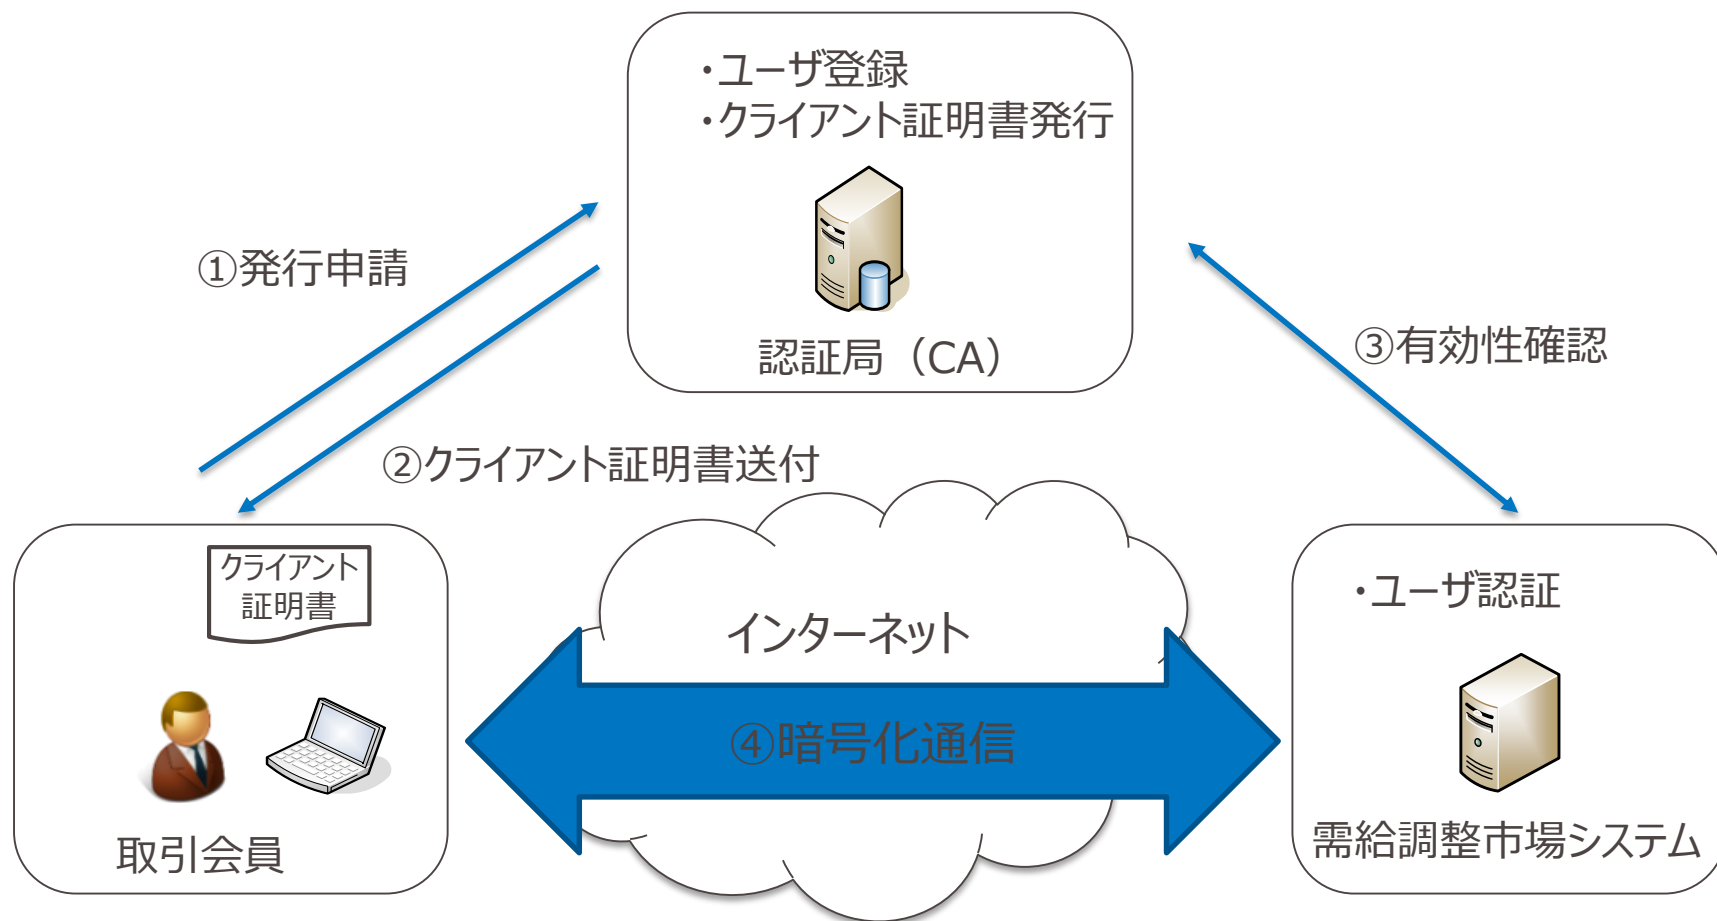 ・ユーザ登録
・クライアント証明書発行
認証局（CA）
①発行申請
②クライアント証明書送付
③有効性確認
クライアント
証明書
取引会員
インターネット
④暗号化通信
・ユーザ認証
需給調整市場システム